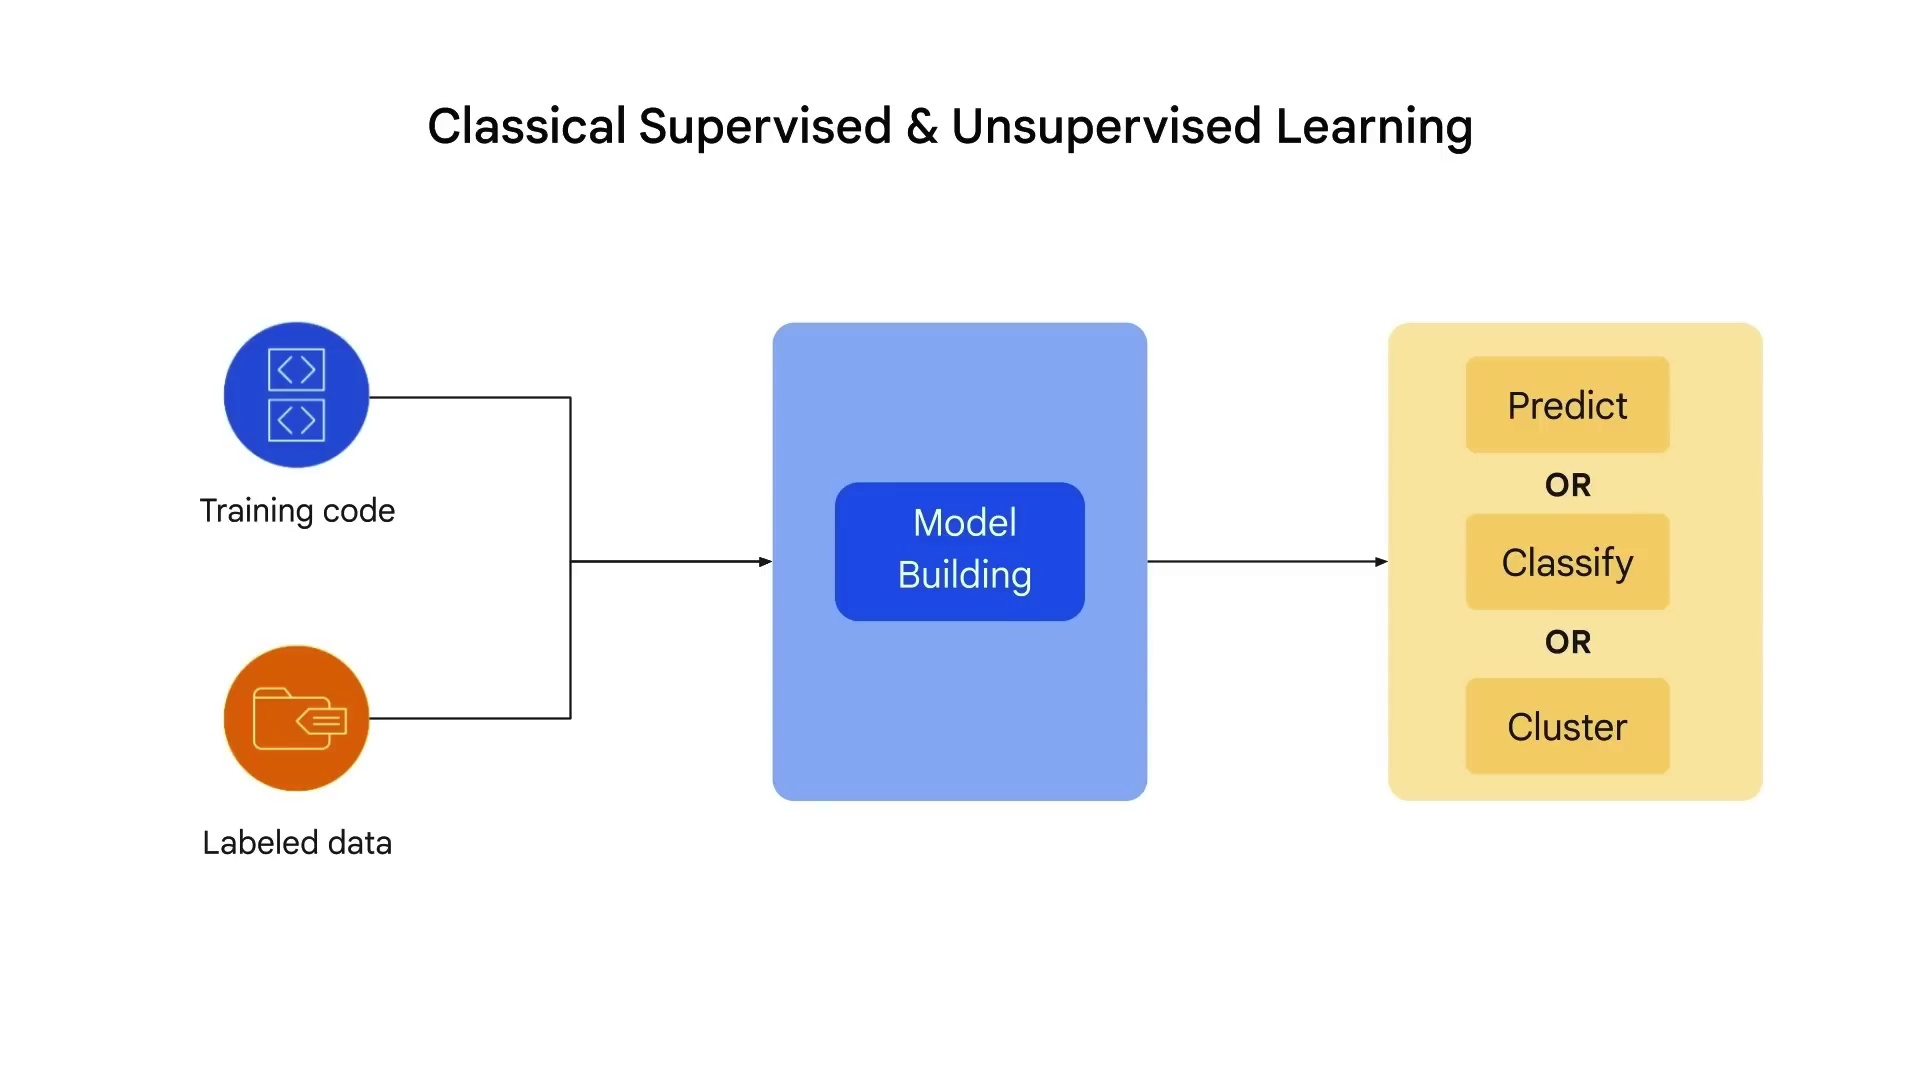 Classical Supervised & Unsupervised Learning
Training code
Labeled data
Model
Building
Predict
OR
Classify
OR
Cluster